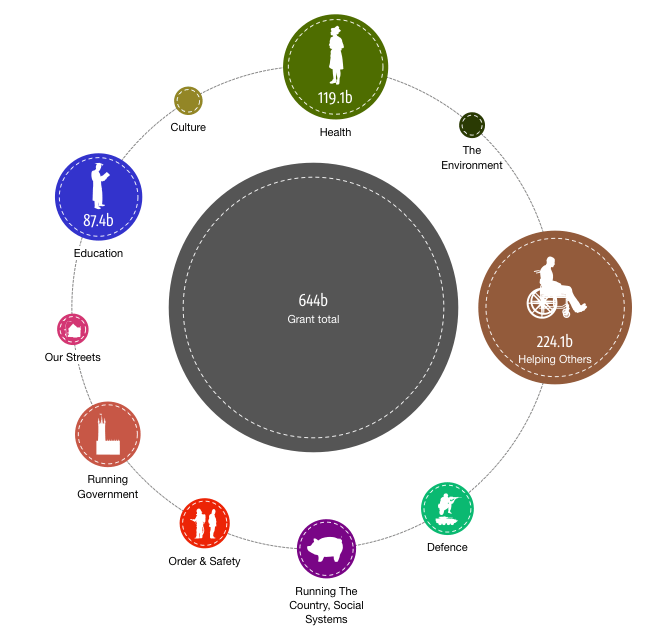 119.1b
Health
Culture
The
Environment
87.4b
Education
644b
Grant total
224.1b
Helping Others
Our Streets
Running
Government
Order & Safety
Defence
Running The
Country, Social
Systems